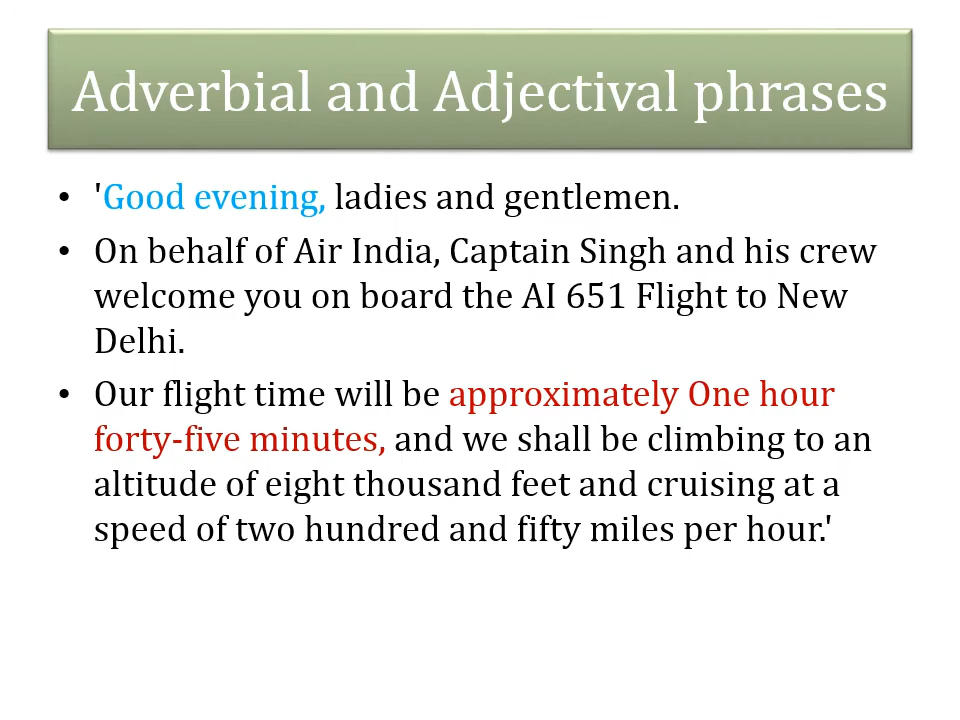 Adverbial and Adjectival phrases
• 'Good evening, ladies and gentlemen.
• On behalf of Air India, Captain Singh and his crew
welcome you on board the AI 651 Flight to New
Delhi.
• Our flight time will be approximately One hour
forty-five minutes, and we shall be climbing to an
altitude of eight thousand feet and cruising at a
speed of two hundred and fifty miles per hour.'